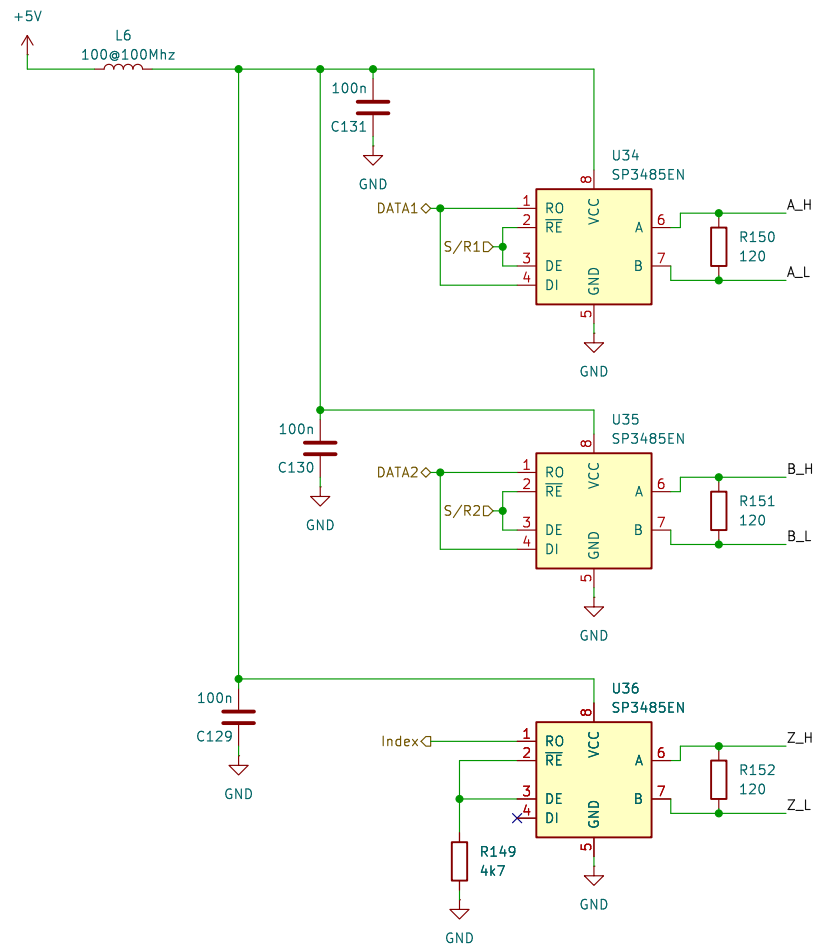 +5V
L6
100@100Mhz
100n
C131
GND
U34
SP3485EN
8
VCC
DATA1
1
RO
2
RE
S/R1
3
DE
4
DI
GND
5
GND
A
6
B
7
A_H
R150
120
A_L
100n
C130
GND
U35
SP3485EN
8
VCC
DATA2
1
RO
2
RE
S/R2
3
DE
4
DI
GND
5
GND
A
6
B
7
B_H
R151
120
B_L
100n
C129
GND
U36
SP3485EN
8
VCC
Index
1
RO
2
RE
3
DE
4
DI
GND
5
GND
A
6
B
7
Z_H
R152
120
Z_L
R149
4k7
GND